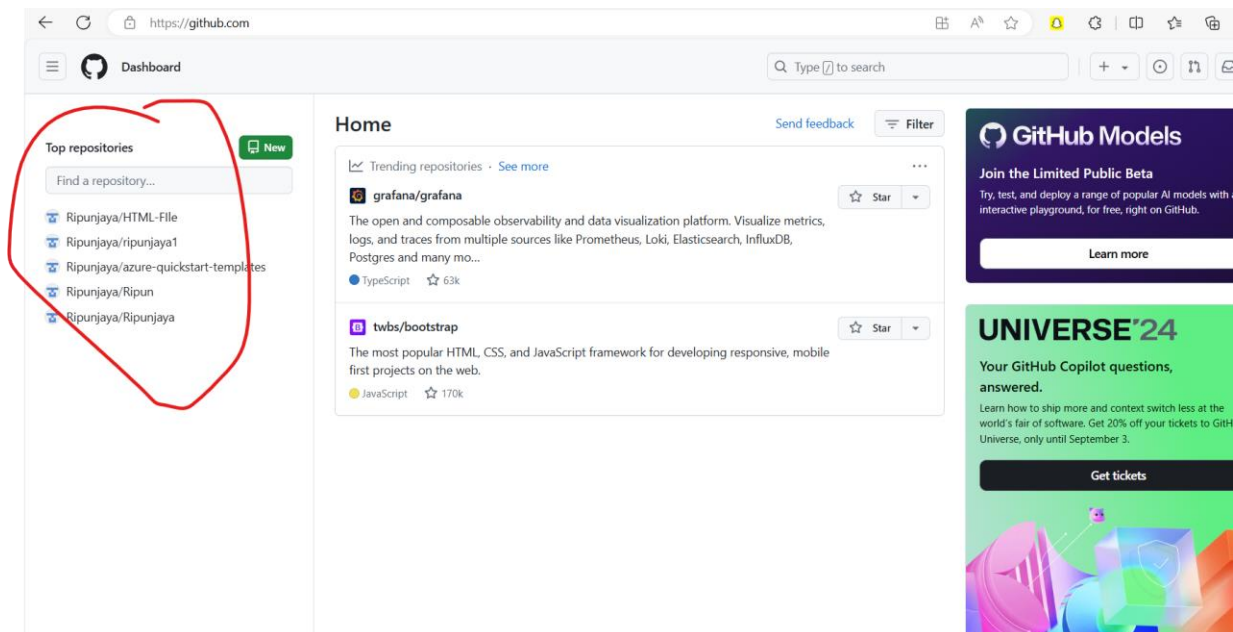 https://github.com
Dashboard
Type / to search
Top repositories
New
Find a repository...
Ripunjaya/HTML-FIle
Ripunjaya/ripunjaya1
Ripunjaya/azure-quickstart-templates
Ripunjaya/Ripun
Ripunjaya/Ripunjaya
Home
Send feedback
Filter
Trending repositories · See more
grafana/grafana
Star
The open and composable observability and data visualization platform. Visualize metrics,
logs, and traces from multiple sources like Prometheus, Loki, Elasticsearch, InfluxDB,
Postgres and many mo...
TypeScript 63k
twbs/bootstrap
Star
The most popular HTML, CSS, and JavaScript framework for developing responsive, mobile
first projects on the web.
JavaScript 170k
GitHub Models
Join the Limited Public Beta
Try, test, and deploy a range of popular AI models with
interactive playground, for free, right on GitHub.
Learn more
UNIVERSE'24
Your GitHub Copilot questions,
answered.
Learn how to ship more and context switch less at the
world's fair of software. Get 20% off your tickets to GitH
Universe, only until September 3.
Get tickets